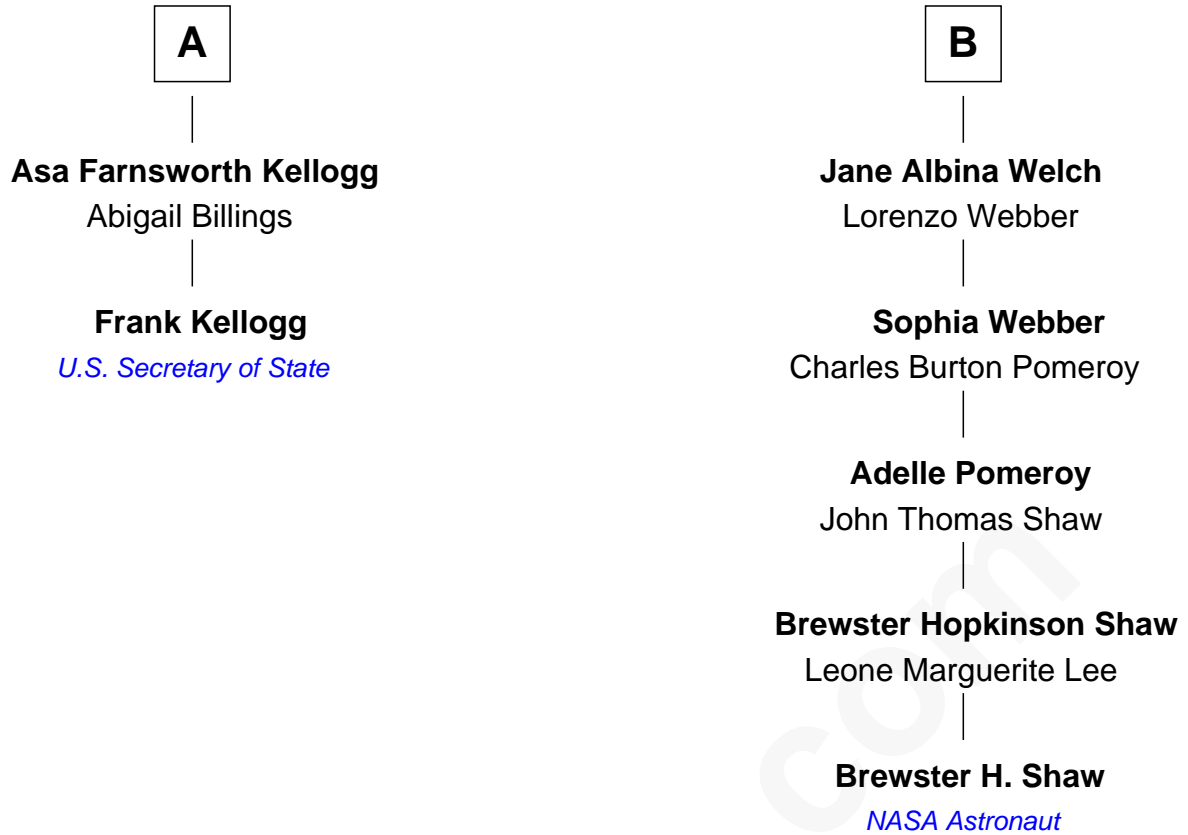 A
Asa Farnsworth Kellogg
Abigail Billings
Frank Kellogg
U.S. Secretary of State
B
Jane Albina Welch
Lorenzo Webber
Sophia Webber
Charles Burton Pomeroy
Adelle Pomeroy
John Thomas Shaw
Brewster Hopkinson Shaw
Leone Marguerite Lee
Brewster H. Shaw
NASA Astronaut
com